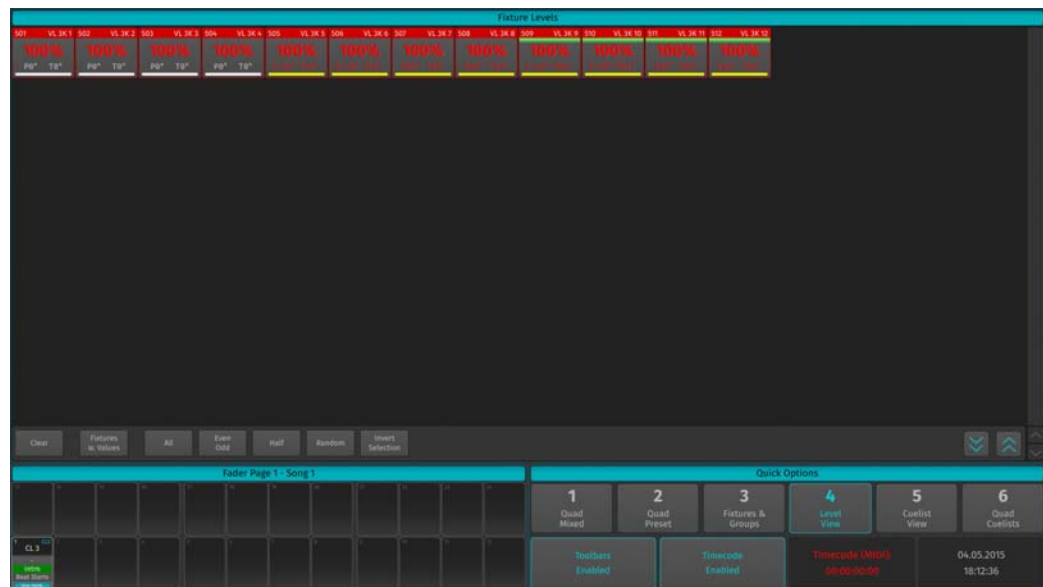 Fixture Levels
501 VL 3K 1 502 VL 3K 2 503 VL 3K 3 504 VL 3K 4 505 VL 3K 5 506 VL 3K 6 507 VL 3K 7 508 VL 3K 8 509 VL 3K 9 510 VL 3K 10 511 VL 3K 11 512 VL 3K 12
100% 100% 100% 100% 100% 100% 100% 100% 100% 100% 100% 100%
P0° T0° P0° T0° P0° T0° P0° T0°
Clear
Fixtures
w. Values
All
Even
Odd
Half
Random
Invert
Selection
Fader Page 1 - Song 1
Quick Options
1
Quad
Mixed
2
Quad
Preset
3
Fixtures &
Groups
4
Level
View
5
Cuelist
View
6
Quad
Cuelists
CL 3
Intro
Beat Starts
Toolbars
Enabled
Timecode
Enabled
Timecode (MIDI)
00:00:00:00
04.05.2015
18:12:36